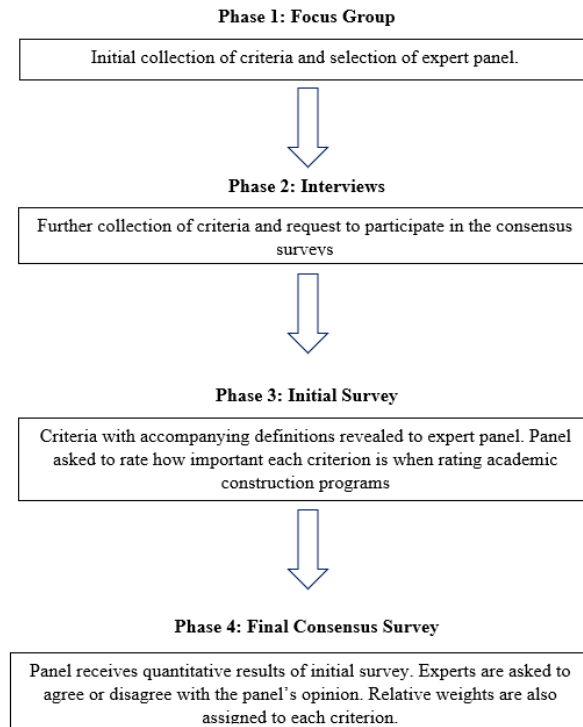 Phase 1: Focus Group
Initial collection of criteria and selection of expert panel.
Phase 2: Interviews
Further collection of criteria and request to participate in the consensus
surveys
Phase 3: Initial Survey
Criteria with accompanying definitions revealed to expert panel. Panel
asked to rate how important each criterion is when rating academic
construction programs
Phase 4: Final Consensus Survey
Panel receives quantitative results of initial survey. Experts are asked to
agree or disagree with the panel’s opinion. Relative weights are also
assigned to each criterion.